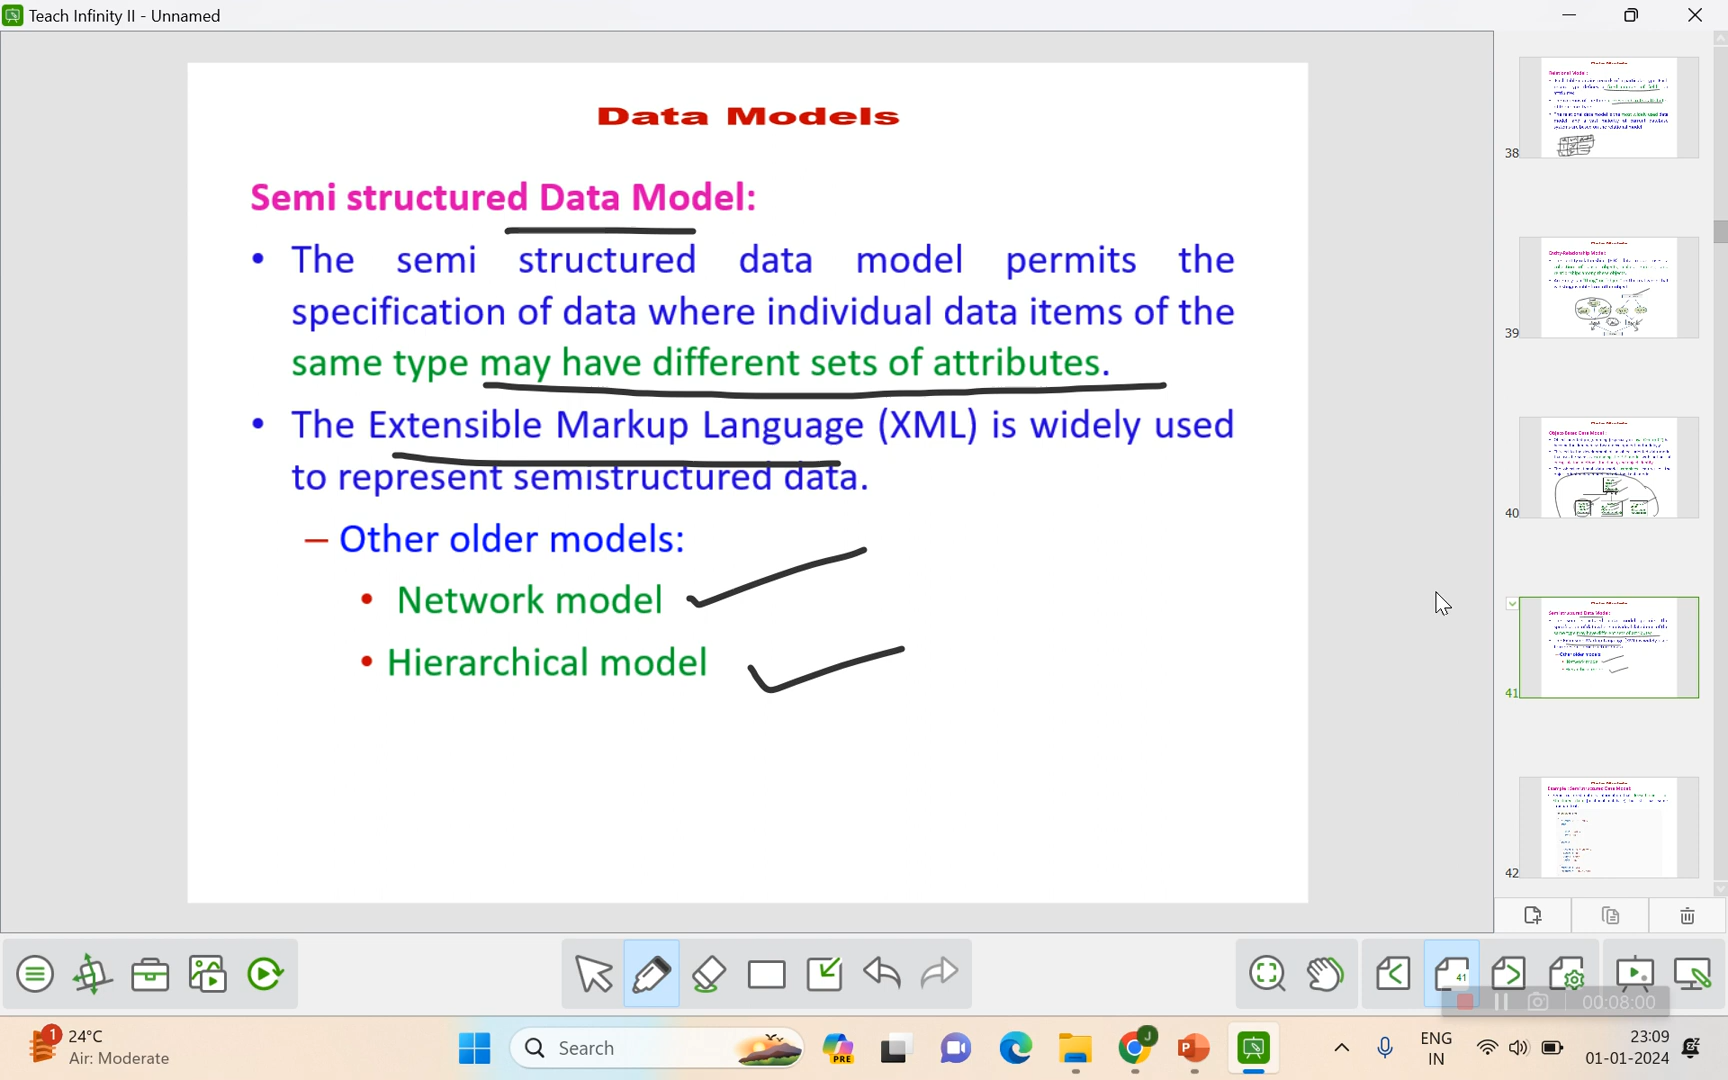 Teach Infinity II - Unnamed
Data Models
Semi structured Data Model:
• The semi structured data model permits the
specification of data where individual data items of the
same type may have different sets of attributes.
• The Extensible Markup Language (XML) is widely used
to represent semistructured data.
– Other older models:
• Network model
• Hierarchical model
38
39
40
41
42
41
00:08:00
1
24°C
Air: Moderate
Search
PRE
J
ENG
IN
23:09
01-01-2024